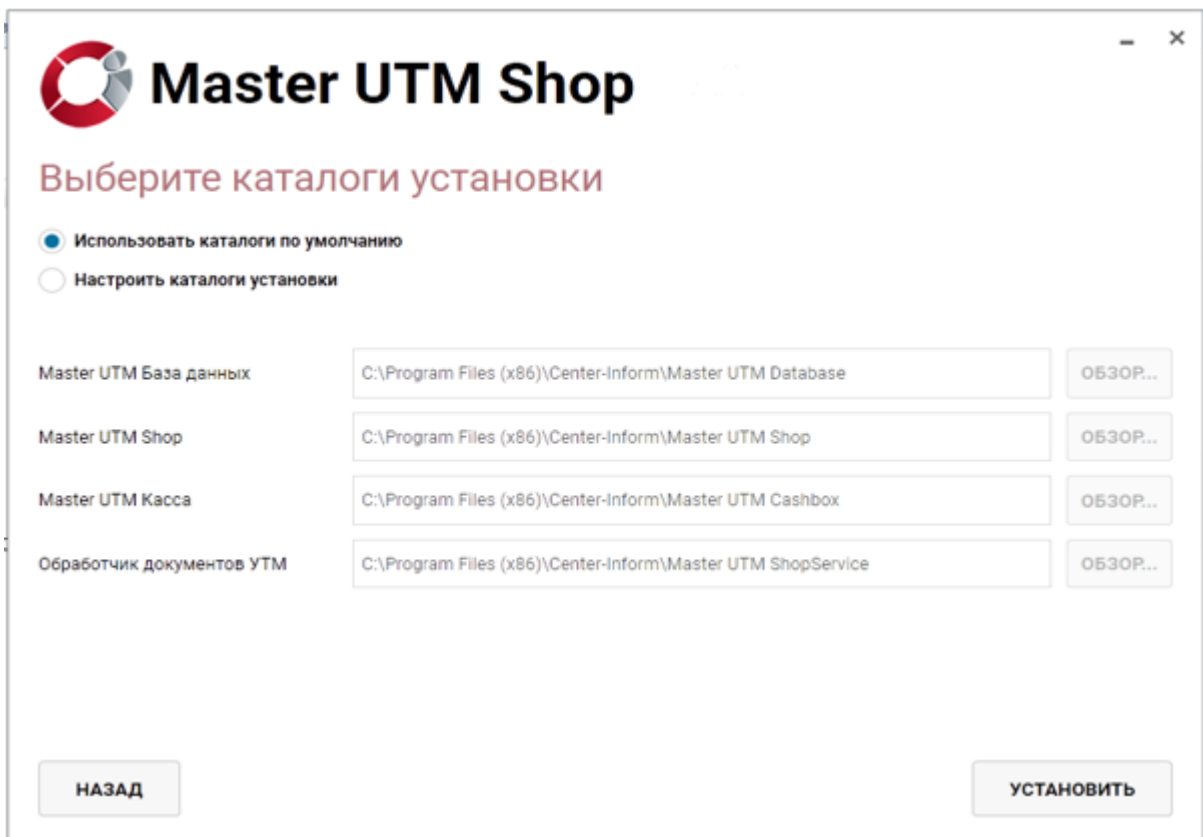 Master UTM Shop
Выберите каталоги установки
Использовать каталоги по умолчанию
Настроить каталоги установки
Master UTM База данных C:\Program Files (x86)\Center-Inform\Master UTM Database ОБЗОР...
Master UTM Shop C:\Program Files (x86)\Center-Inform\Master UTM Shop ОБЗОР...
Master UTM Касса C:\Program Files (x86)\Center-Inform\Master UTM Cashbox ОБЗОР...
Обработчик документов УТМ C:\Program Files (x86)\Center-Inform\Master UTM ShopService ОБЗОР...
НАЗАД УСТАНОВИТЬ